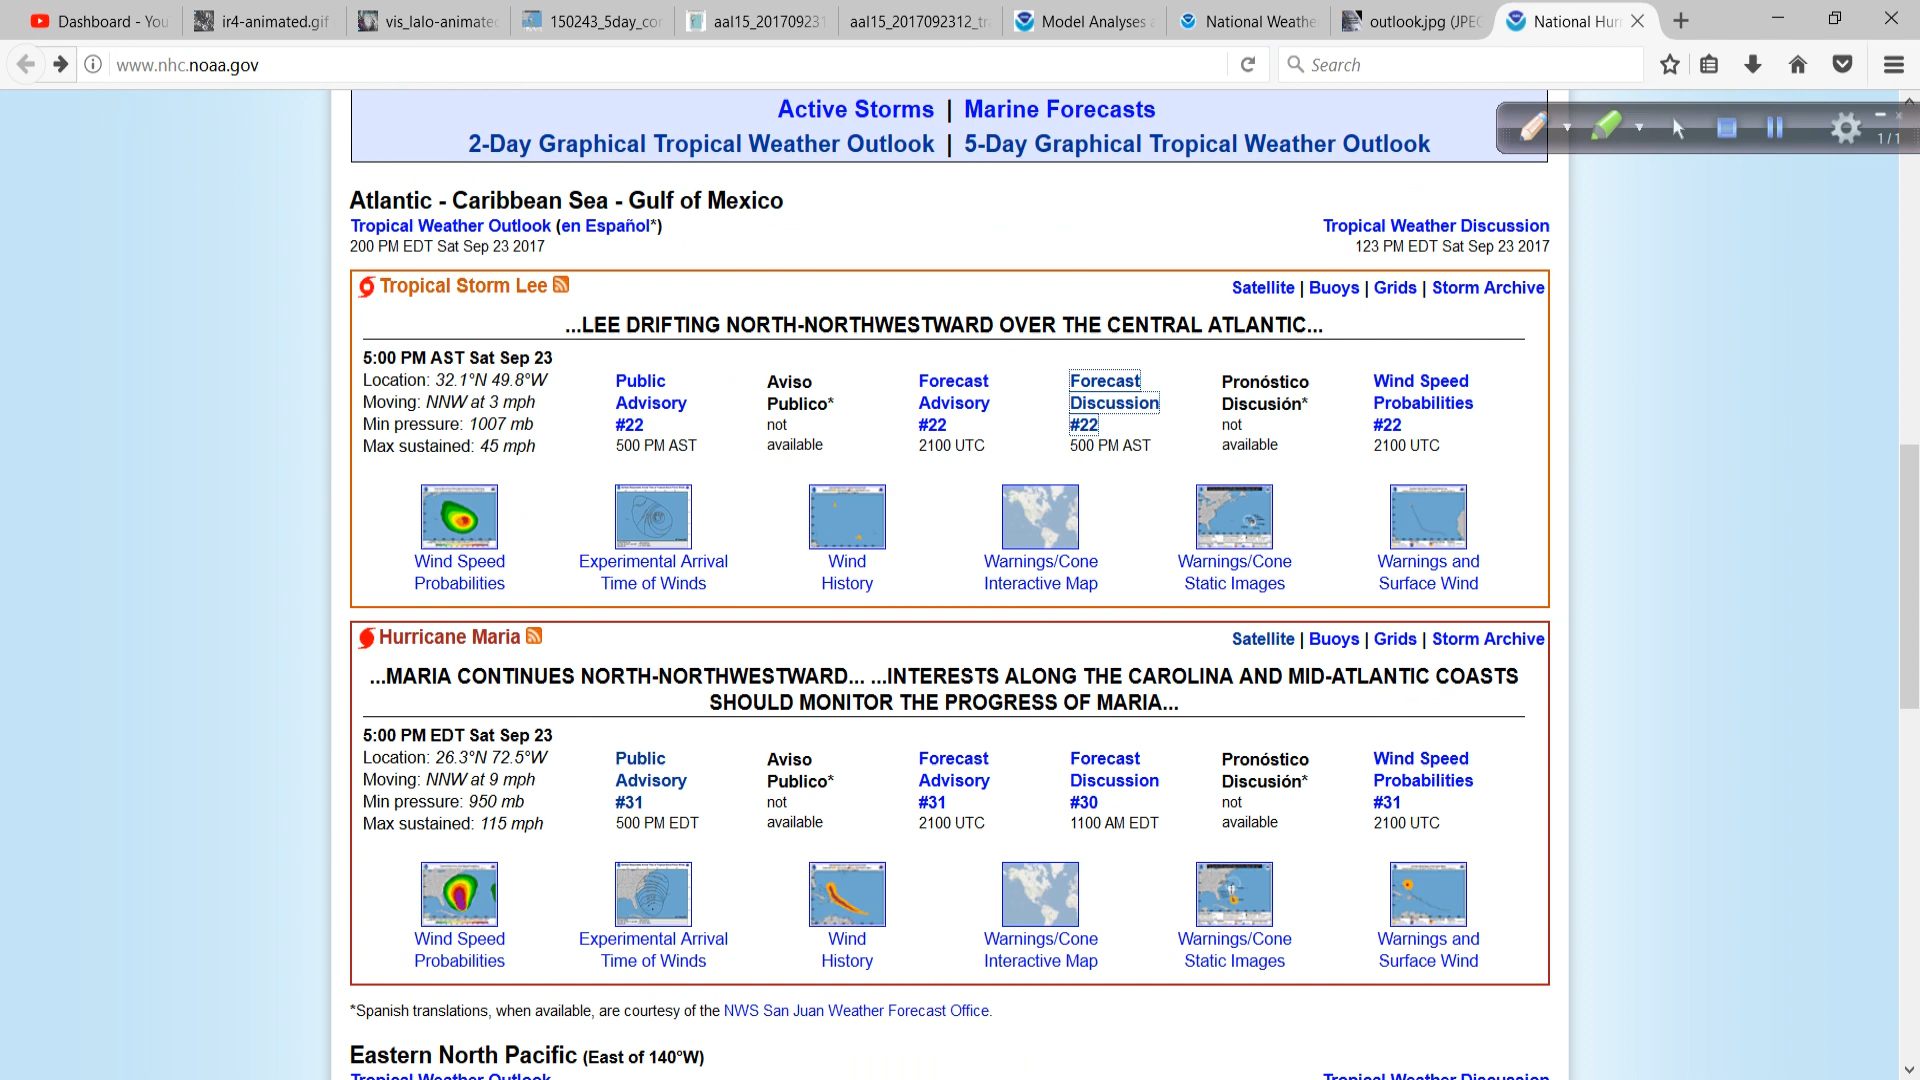 Dashboard - You
ir4-animated.gif
vis_lalo-animated
150243_5day_co
aal15_201709231
aal15_2017092312_tra
Model Analyses a
National Weathe
outlook.jpg (JPEG
National Hurr
www.nhc.noaa.gov
Search
1/1
Active Storms | Marine Forecasts
2-Day Graphical Tropical Weather Outlook | 5-Day Graphical Tropical Weather Outlook
Atlantic - Caribbean Sea - Gulf of Mexico
Tropical Weather Outlook (en Español*)
Tropical Weather Discussion
200 PM EDT Sat Sep 23 2017
123 PM EDT Sat Sep 23 2017
Tropical Storm Lee
Satellite | Buoys | Grids | Storm Archive
...LEE DRIFTING NORTH-NORTHWESTWARD OVER THE CENTRAL ATLANTIC...
5:00 PM AST Sat Sep 23
Location: 32.1°N 49.8°W
Moving: NNW at 3 mph
Min pressure: 1007 mb
Max sustained: 45 mph
Public
Advisory
#22
500 PM AST
Aviso
Publico*
not
available
Forecast
Advisory
#22
2100 UTC
Forecast
Discussion
#22
500 PM AST
Pronóstico
Discusión*
not
available
Wind Speed
Probabilities
#22
2100 UTC
Wind Speed
Probabilities
Experimental Arrival
Time of Winds
Wind
History
Warnings/Cone
Interactive Map
Warnings/Cone
Static Images
Warnings and
Surface Wind
Hurricane Maria
Satellite | Buoys | Grids | Storm Archive
...MARIA CONTINUES NORTH-NORTHWESTWARD... ...INTERESTS ALONG THE CAROLINA AND MID-ATLANTIC COASTS
SHOULD MONITOR THE PROGRESS OF MARIA...
5:00 PM EDT Sat Sep 23
Location: 26.3°N 72.5°W
Moving: NNW at 9 mph
Min pressure: 950 mb
Max sustained: 115 mph
Public
Advisory
#31
500 PM EDT
Aviso
Publico*
not
available
Forecast
Advisory
#31
2100 UTC
Forecast
Discussion
#30
1100 AM EDT
Pronóstico
Discusión*
not
available
Wind Speed
Probabilities
#31
2100 UTC
Wind Speed
Probabilities
Experimental Arrival
Time of Winds
Wind
History
Warnings/Cone
Interactive Map
Warnings/Cone
Static Images
Warnings and
Surface Wind
*Spanish translations, when available, are courtesy of the NWS San Juan Weather Forecast Office.
Eastern North Pacific (East of 140°W)
Tropical Weather Outlook
Tropical Weather Discussion